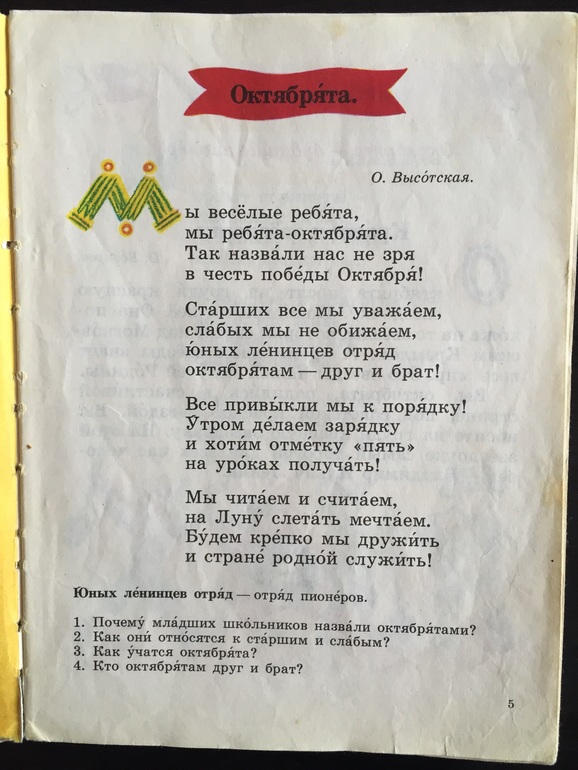 Октября́та.
О. Высо́тская.
Мы весёлые ребя́та,
мы ребя́та-октября́та.
Так назва́ли нас не зря
в честь побе́ды Октября́!
Ста́рших все мы уважа́ем,
сла́бых мы не обижа́ем,
ю́ных ле́нинцев отря́д
октября́там — друг и брат!
Все привы́кли мы к поря́дку!
У́тром де́лаем заря́дку
и хоти́м отме́тку «пять»
на уро́ках получа́ть!
Мы чита́ем и счита́ем,
на Луну́ слета́ть мечта́ем.
Бу́дем кре́пко мы дружи́ть
и стране́ родно́й служи́ть!
Ю́ных ле́нинцев отря́д — отря́д пионе́ров.
1. Почему́ мла́дших шко́льников назва́ли октября́тами?
2. Как они́ отно́сятся к ста́ршим и сла́бым?
3. Как у́чатся октября́та?
4. Кто октября́там друг и брат?
5